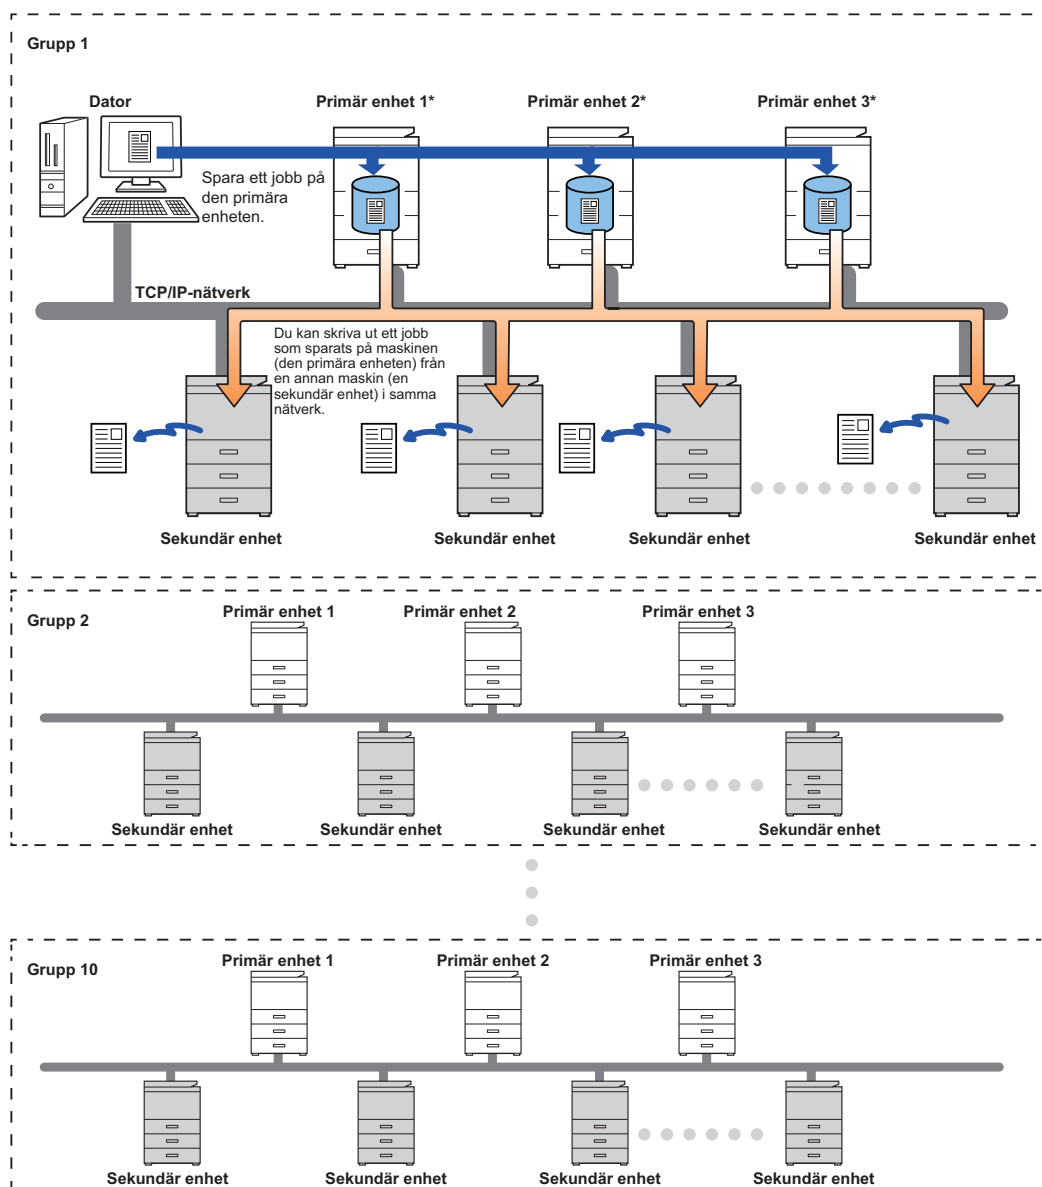 Grupp 1
Dator
Primär enhet 1*
Primär enhet 2*
Primär enhet 3*
Spara ett jobb på
den primära
enheten.
TCP/IP-nätverk
Du kan skriva ut ett jobb
som sparats på maskinen
(den primära enheten) från
en annan maskin (en
sekundär enhet) i samma
nätverk.
Sekundär enhet
Sekundär enhet
Sekundär enhet
Sekundär enhet
Grupp 2
Primär enhet 1
Primär enhet 2
Primär enhet 3
Sekundär enhet
Sekundär enhet
Sekundär enhet
Sekundär enhet
Grupp 10
Primär enhet 1
Primär enhet 2
Primär enhet 3
Sekundär enhet
Sekundär enhet
Sekundär enhet
Sekundär enhet